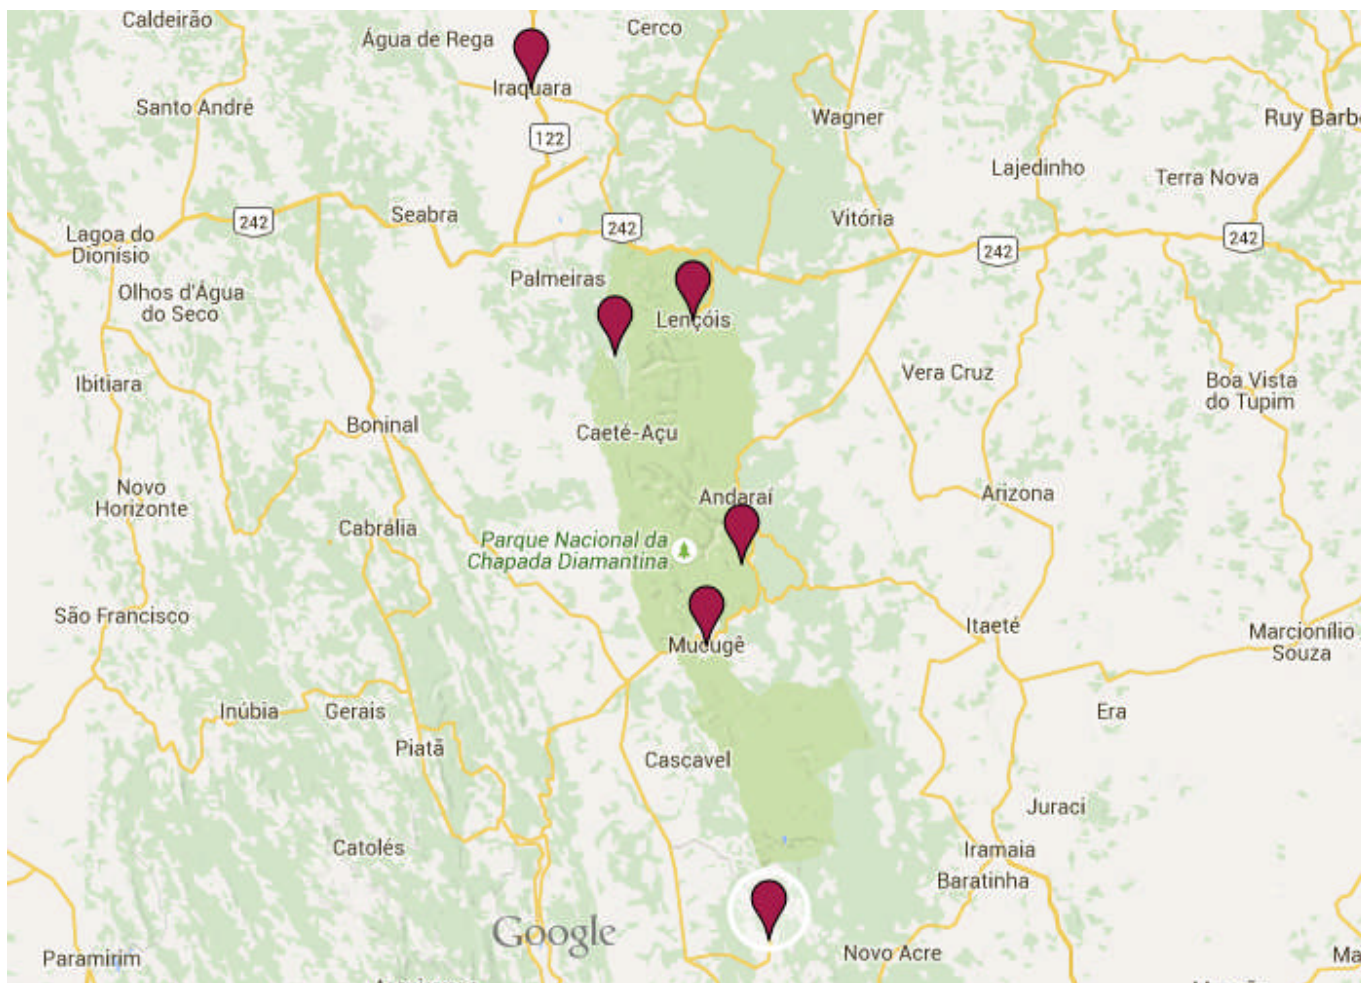 Caldeirão
Água de Rega
Cerco
Iraquara
Santo André
122
Wagner
Ruy Barb
Lajedinho
Terra Nova
Seabra
242
242
Vitória
242
242
Lagoa do
Dionísio
Palmeiras
Olhos d'Água
do Seco
Lençóis
Ibitiara
Vera Cruz
Boa Vista
do Tupim
Boninal
Caeté-Açu
Novo
Horizonte
Andaraí
Arizona
Cabrália
Parque Nacional da
Chapada Diamantina
São Francisco
Itaeté
Marcionílio
Souza
Mucugê
Inúbia
Gerais
Era
Piatã
Cascavel
Juraci
Catolés
Iramaia
Baratinha
Google
Novo Acre
Paramirim
Ma